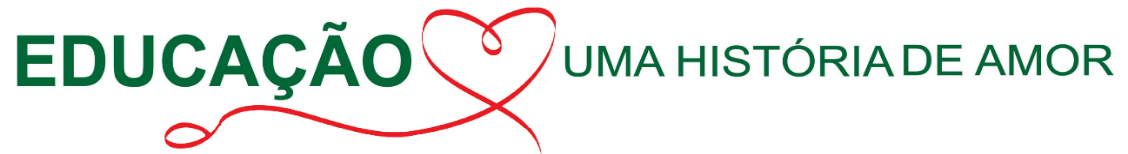 EDUCAÇÃO UMA HISTÓRIA DE AMOR